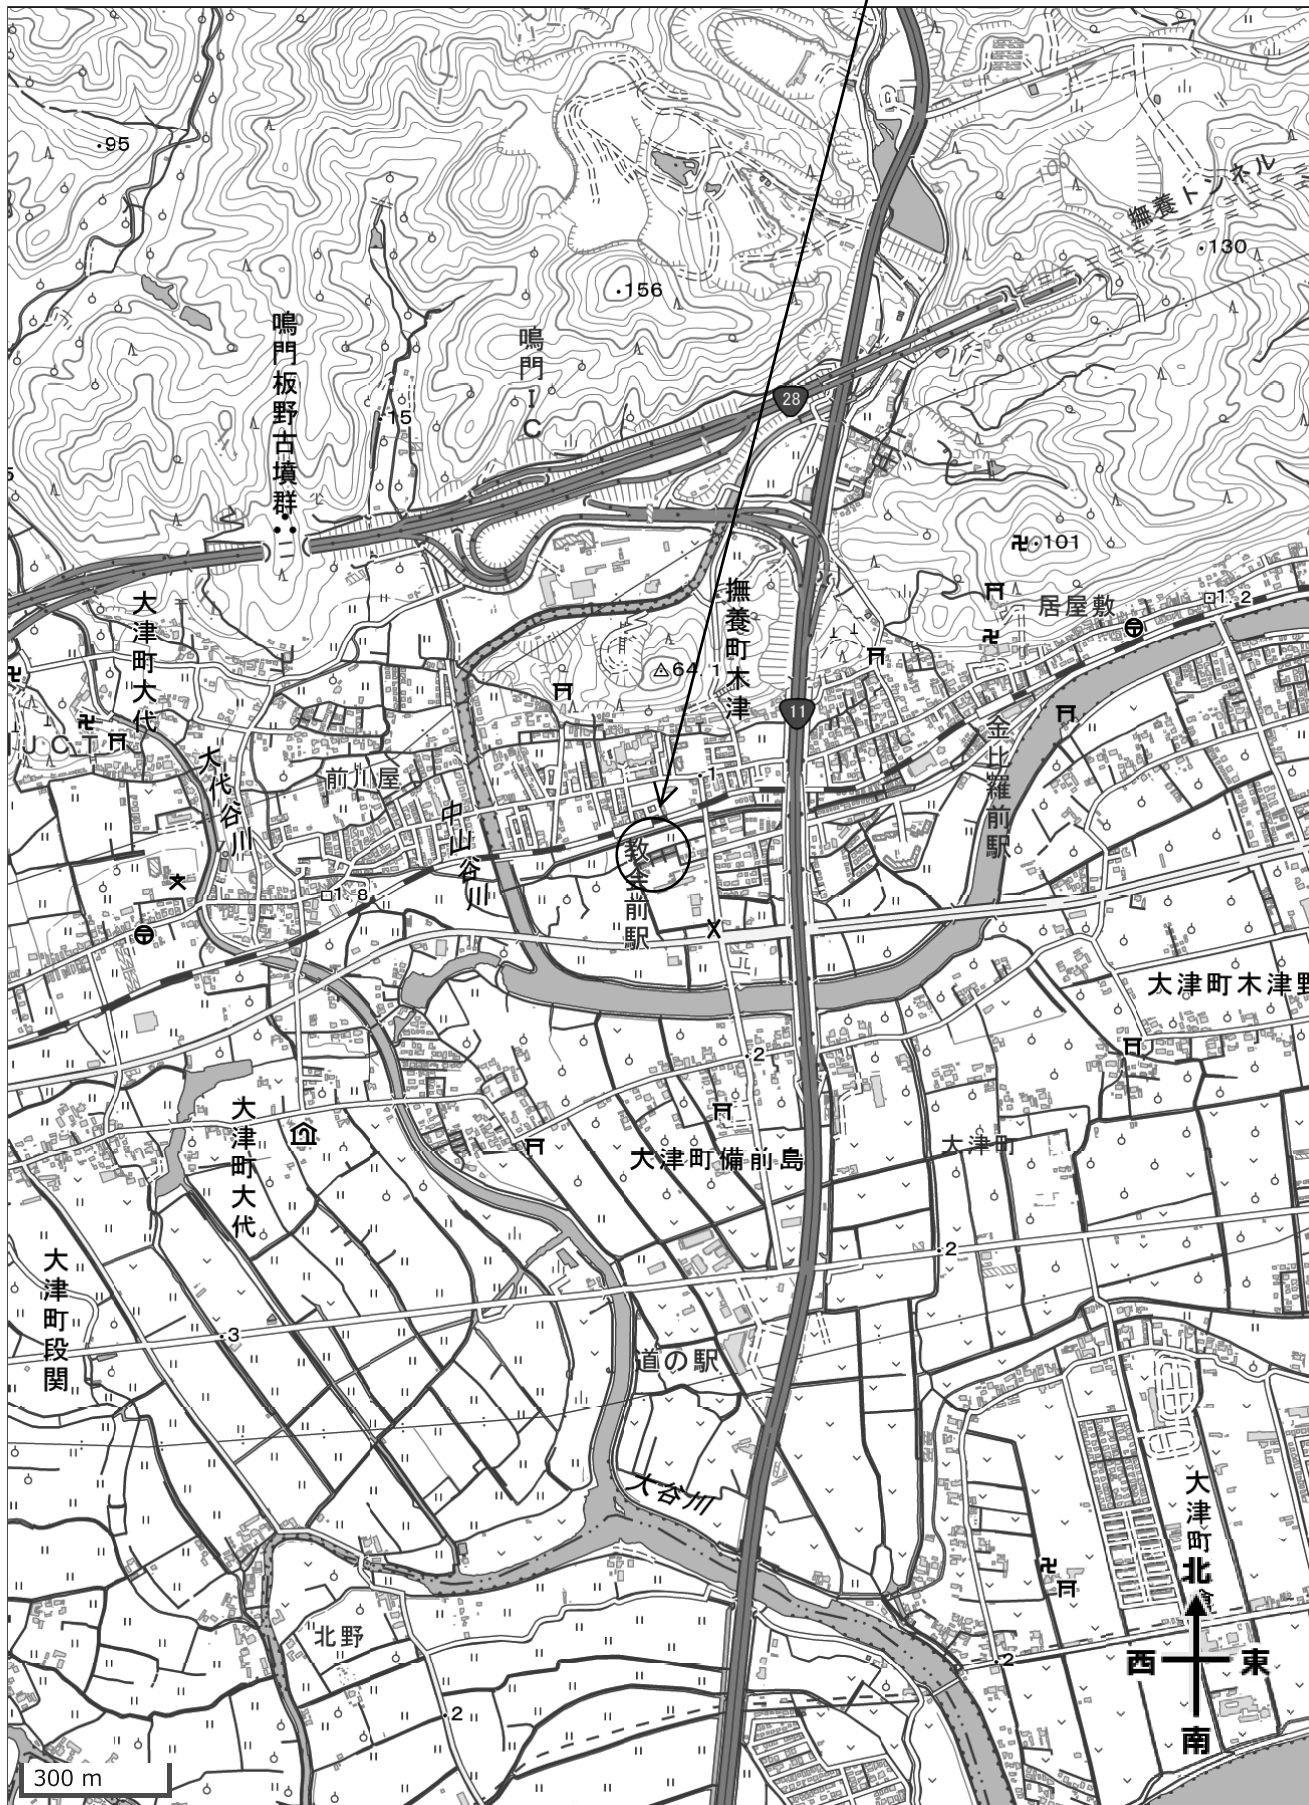 95
撫養トンネル
130
156
鳴門IC
鳴門板野古墳群
28
15
101
撫養町木津
居屋敷
1.2
大津町大代
64.1
11
JCT
大代谷川
前川屋
中山谷川
金比羅前駅
1
教会前駅
1.8
大津町木津野
2
大津町大代
大津町備前島
大津町
大津町段関
2
3
道の駅
大谷川
大津町
北
北野
西
東
2
2
南
300 m